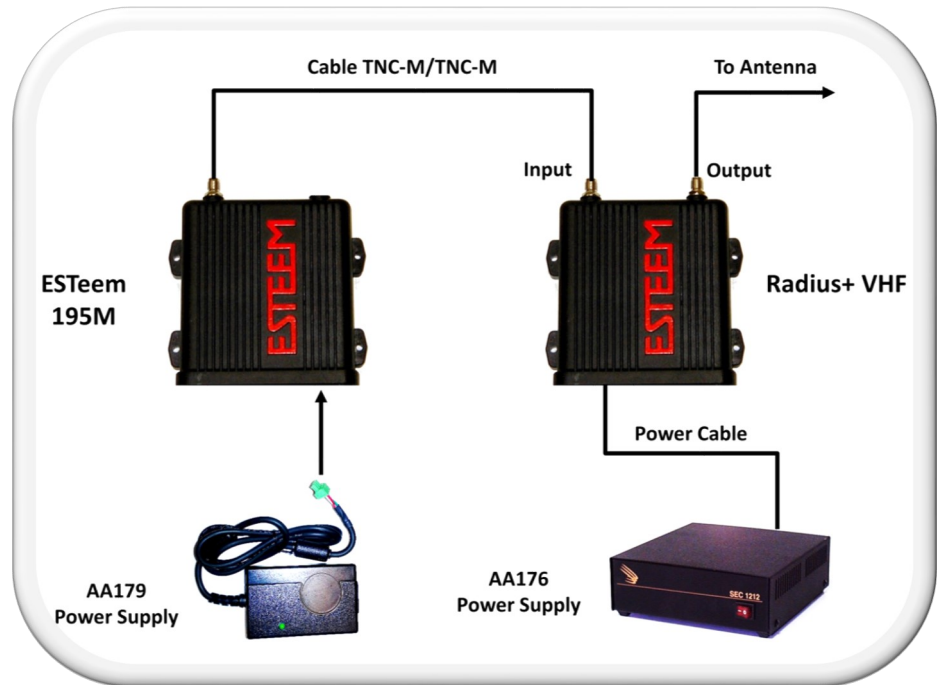 Cable TNC-M/TNC-M
To Antenna
Input
Output
ESTEEM
ESTEEM
ESTeem
195M
Radius+ VHF
Power Cable
AA179
Power Supply
AA176
Power Supply
SEC 1212